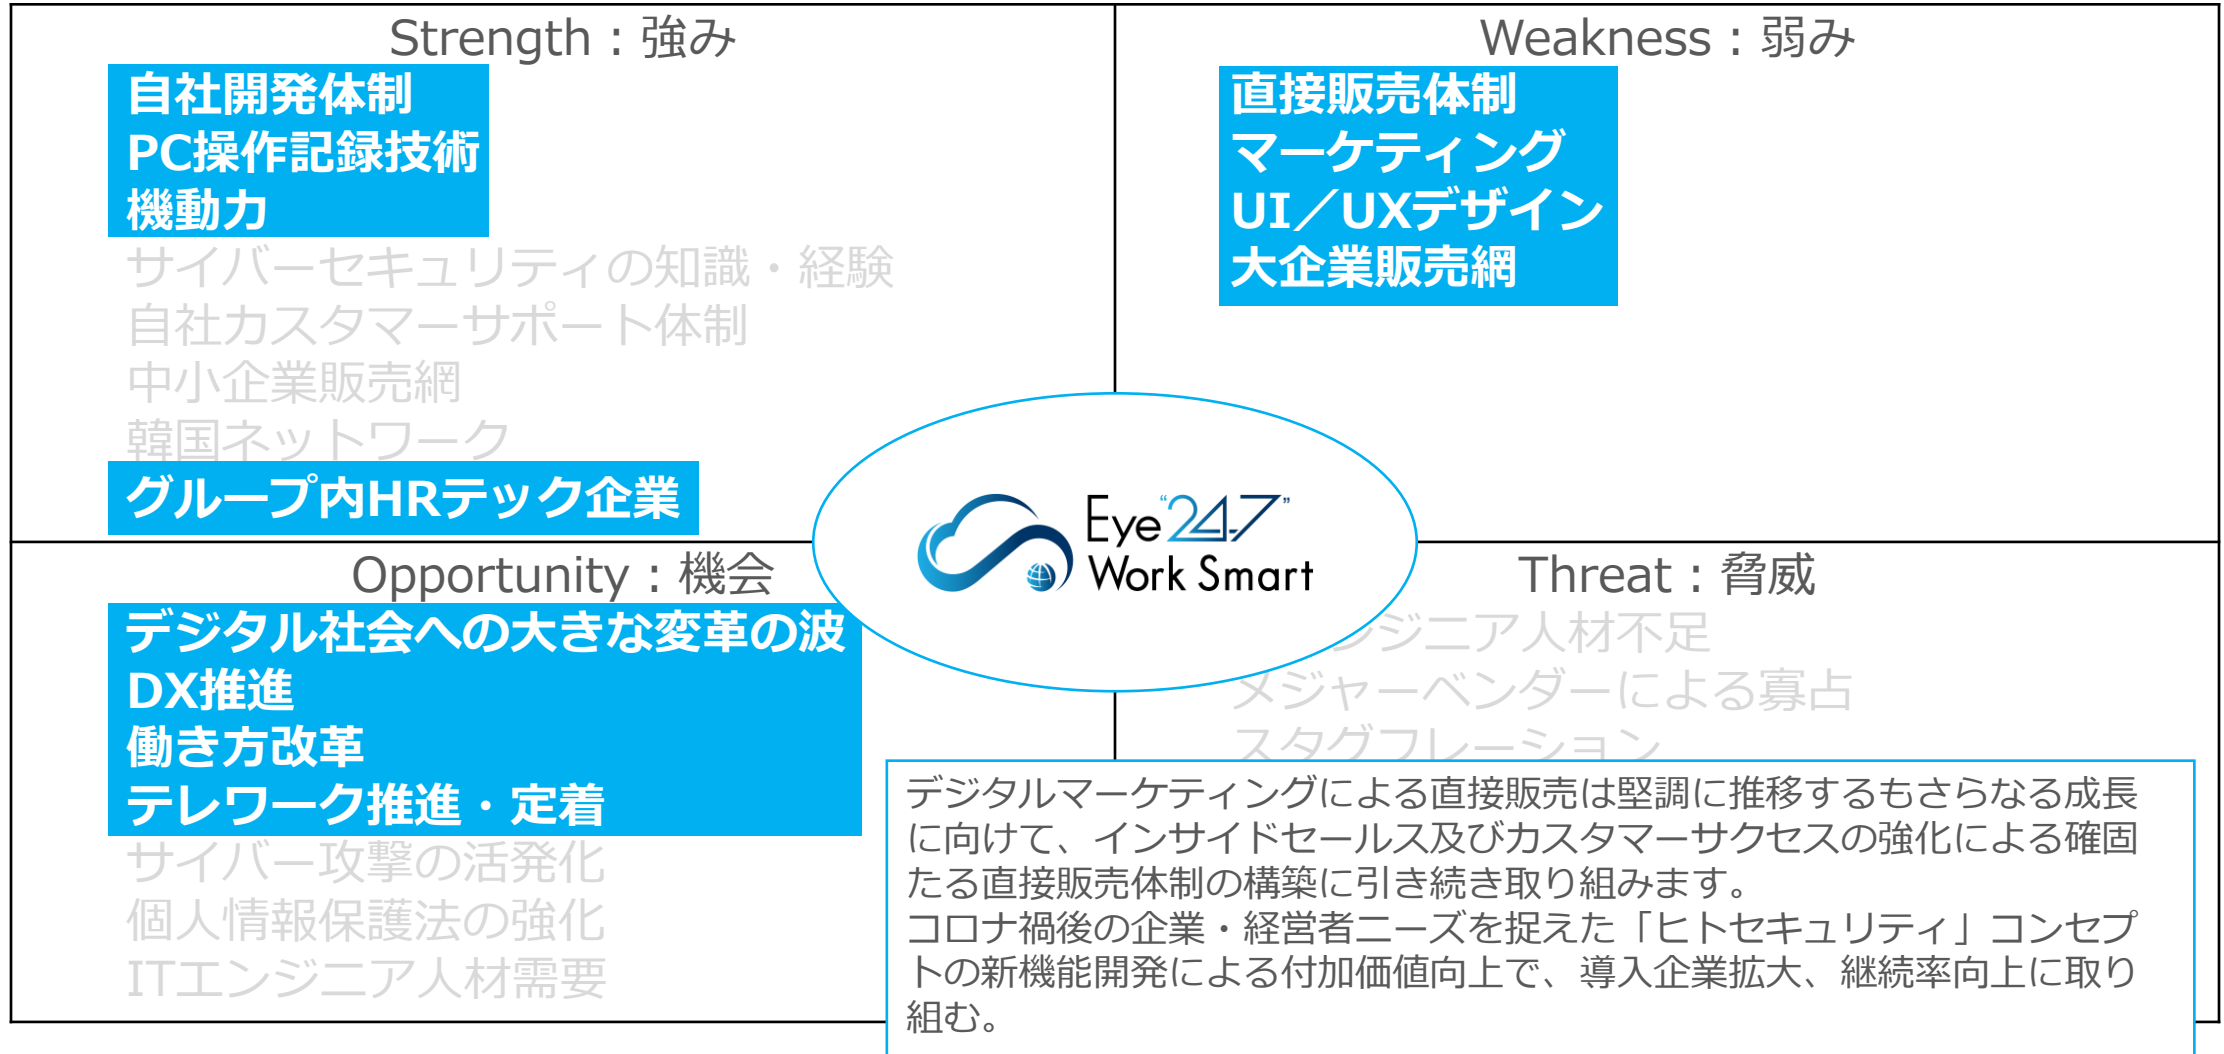 Strength：強み
自社開発体制
PC操作記録技術
機動力
サイバーセキュリティの知識・経験
自社カスタマーサポート体制
中小企業販売網
韓国ネットワーク
グループ内HRテック企業
Weakness：弱み
直接販売体制
マーケティング
UI／UXデザイン
大企業販売網
Eye“24-7”
Work Smart
Opportunity：機会
デジタル社会への大きな変革の波
DX推進
働き方改革
テレワーク推進・定着
サイバー攻撃の活発化
個人情報保護法の強化
ITエンジニア人材需要
Threat：脅威
ンジニア人材不足
メジャーベンダーによる寡占
スタグフレーション
デジタルマーケティングによる直接販売は堅調に推移するもさらなる成長
に向けて、インサイドセールス及びカスタマーサクセスの強化による確固
たる直接販売体制の構築に引き続き取り組みます。
コロナ禍後の企業・経営者ニーズを捉えた「ヒトセキュリティ」コンセプ
トの新機能開発による付加価値向上で、導入企業拡大、継続率向上に取り
組む。